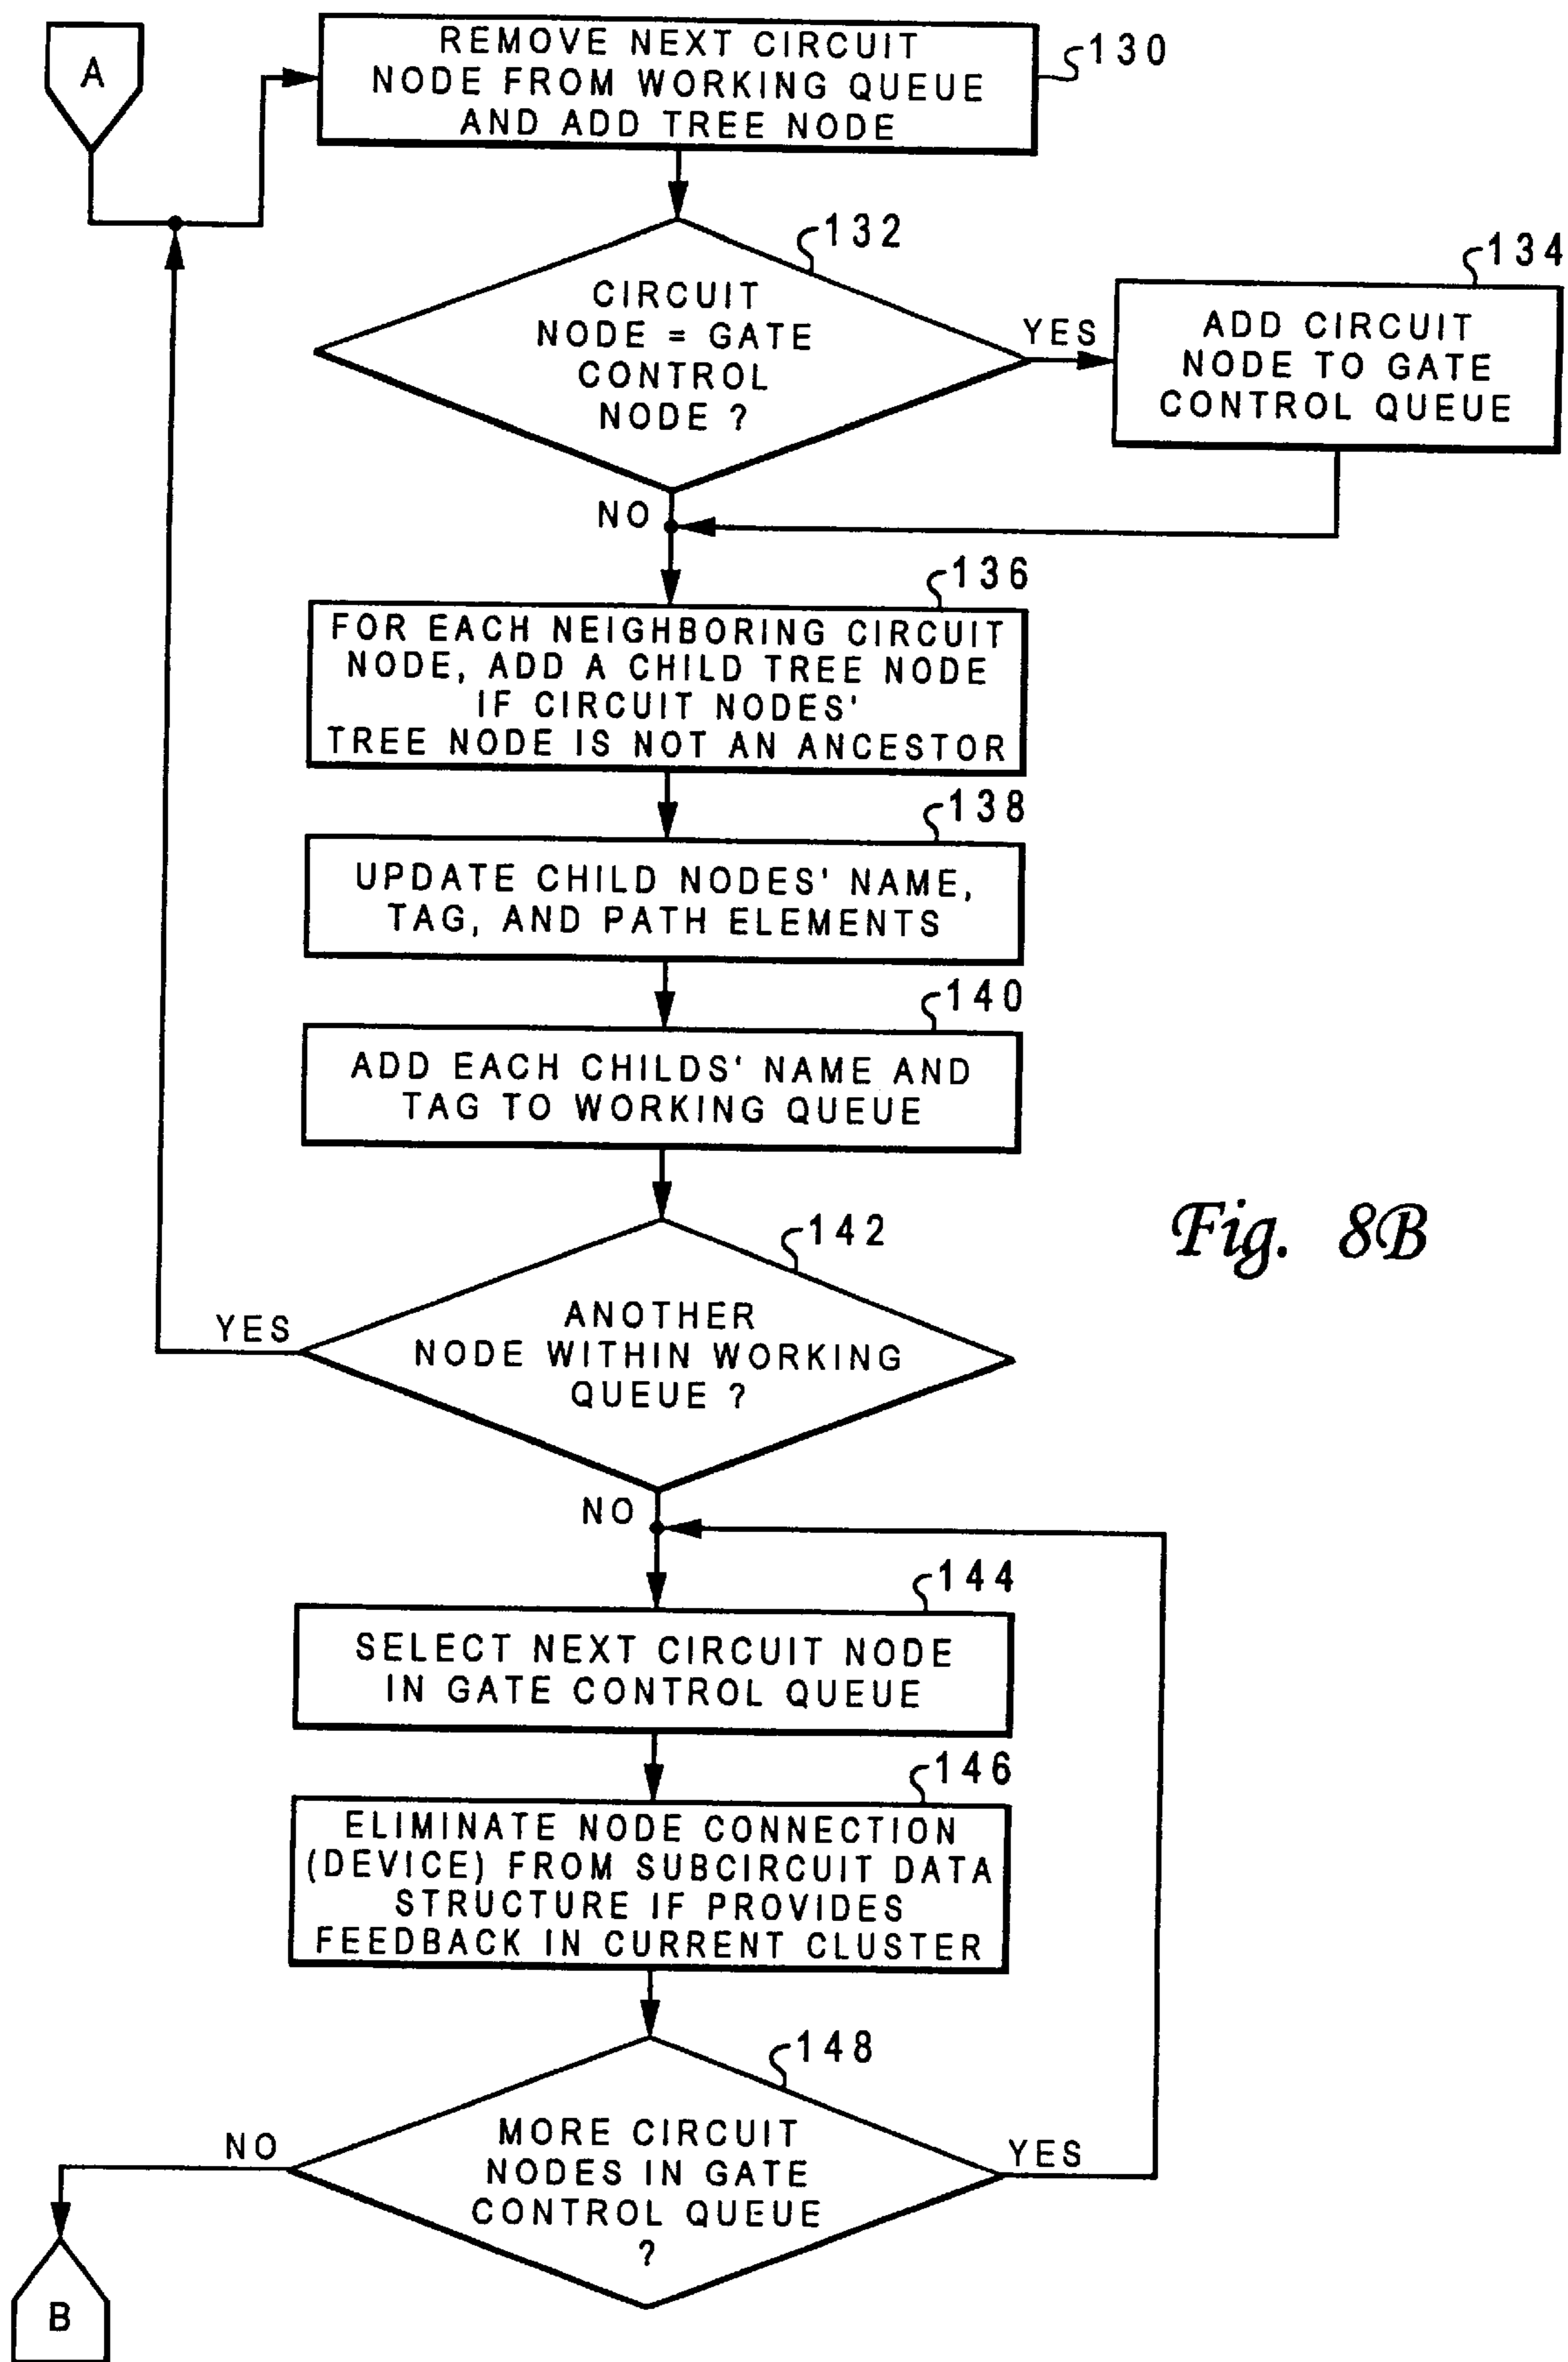 A
REMOVE NEXT CIRCUIT
NODE FROM WORKING QUEUE
AND ADD TREE NODE
130
132
CIRCUIT
NODE = GATE
CONTROL
NODE ?
YES
134
ADD CIRCUIT
NODE TO GATE
CONTROL QUEUE
NO
136
FOR EACH NEIGHBORING CIRCUIT
NODE, ADD A CHILD TREE NODE
IF CIRCUIT NODES'
TREE NODE IS NOT AN ANCESTOR
138
UPDATE CHILD NODES' NAME,
TAG, AND PATH ELEMENTS
140
ADD EACH CHILDS' NAME AND
TAG TO WORKING QUEUE
142
YES
ANOTHER
NODE WITHIN WORKING
QUEUE ?
Fig. 8B
NO
144
SELECT NEXT CIRCUIT NODE
IN GATE CONTROL QUEUE
146
ELIMINATE NODE CONNECTION
(DEVICE) FROM SUBCIRCUIT DATA
STRUCTURE IF PROVIDES
FEEDBACK IN CURRENT CLUSTER
148
NO
MORE CIRCUIT
NODES IN GATE
CONTROL QUEUE
?
YES
B